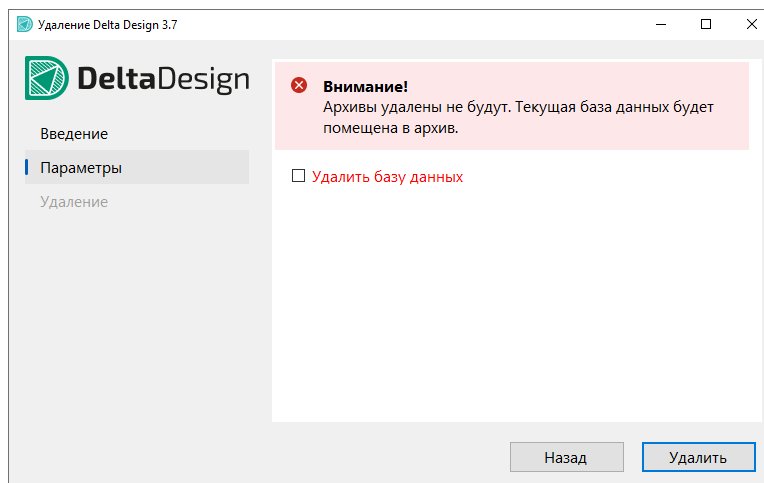 Удаление Delta Design 3.7
DeltaDesign
Введение
Параметры
Удаление
Внимание!
Архивы удалены не будут. Текущая база данных будет
помещена в архив.
Удалить базу данных
Назад
Удалить